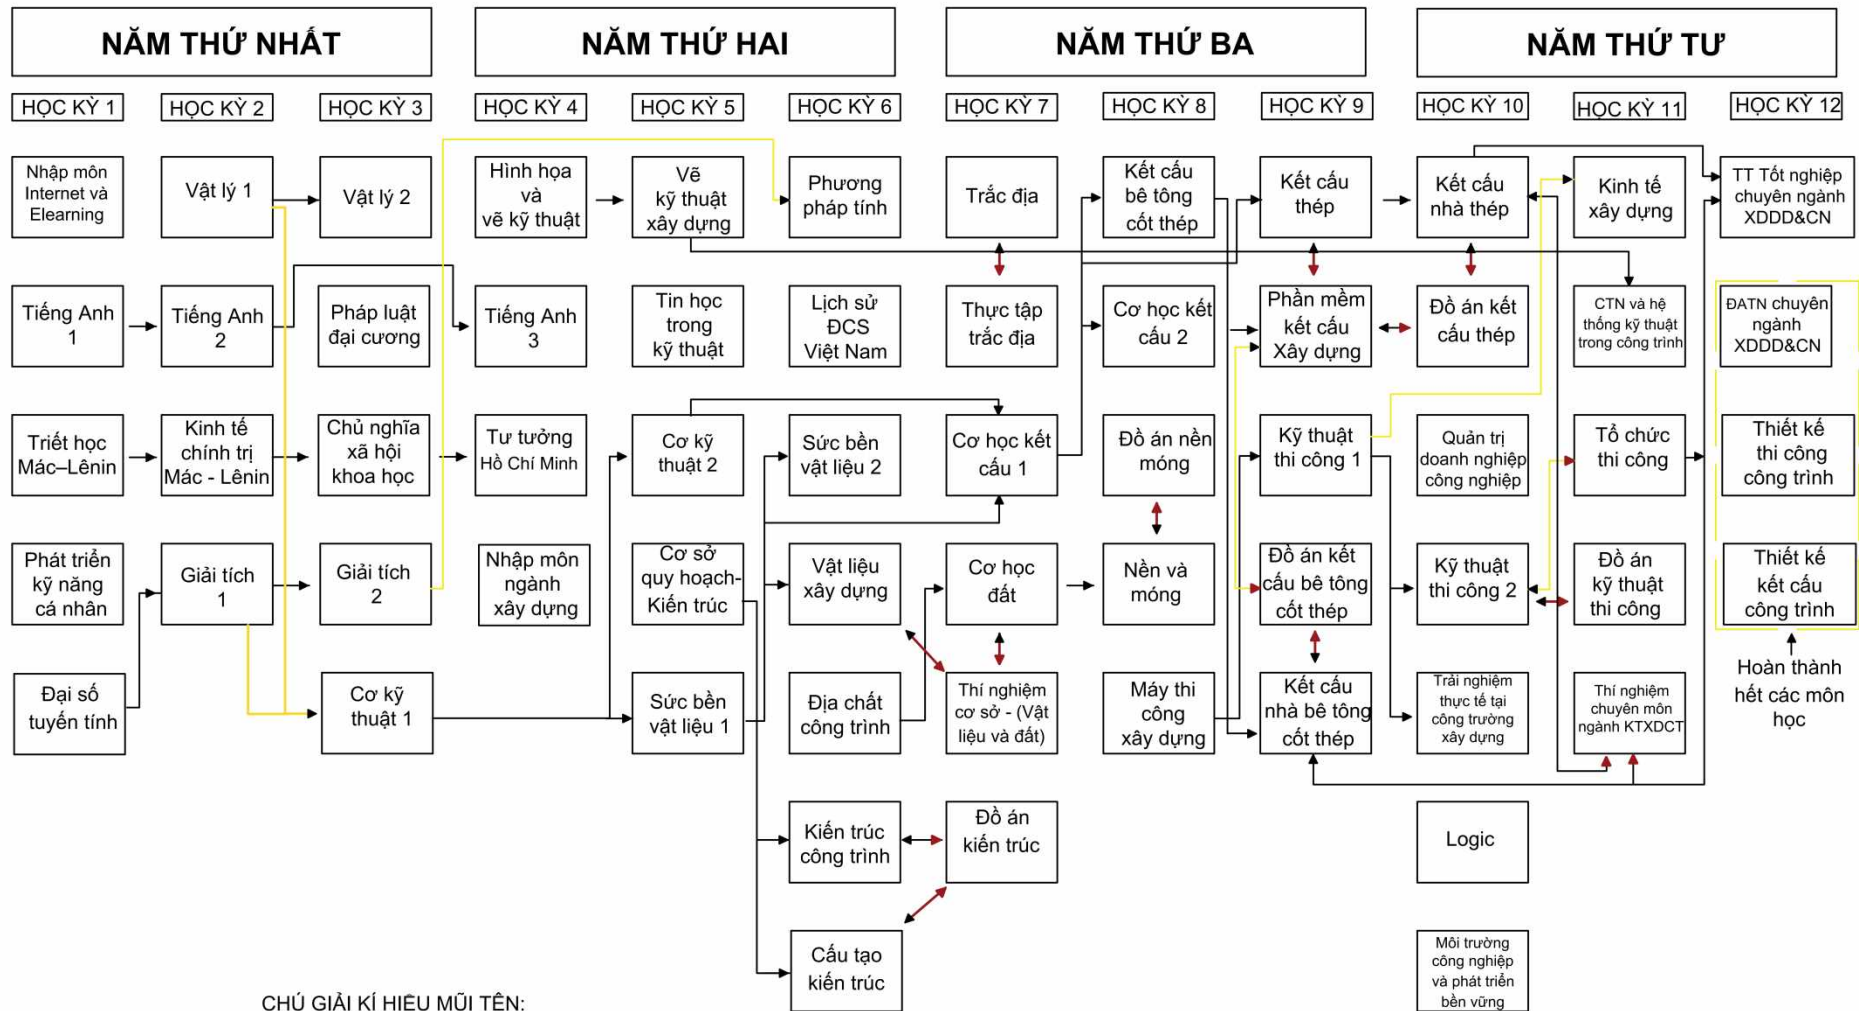 NĂM THỨ NHẤT
NĂM THỨ HAI
NĂM THỨ BA
NĂM THỨ TƯ
HỌC KỲ 1
HỌC KỲ 2
HỌC KỲ 3
HỌC KỲ 4
HỌC KỲ 5
HỌC KỲ 6
HỌC KỲ 7
HỌC KỲ 8
HỌC KỲ 9
HỌC KỲ 10
HỌC KỲ 11
HỌC KỲ 12
Nhập môn
Internet và
Elearning
Vật lý 1
Vật lý 2
Hình họa
và
vẽ kỹ thuật
Vẽ
kỹ thuật
xây dựng
Phương
pháp tính
Trắc địa
Kết cấu
bê tông
cốt thép
Kết cấu
thép
Kết cấu
nhà thép
Kinh tế
xây dựng
TT Tốt nghiệp
chuyên ngành
XDDD&CN
Tiếng Anh
1
Tiếng Anh
2
Pháp luật
đại cương
Tiếng Anh
3
Tin học
trong
kỹ thuật
Lịch sử
ĐCS
Việt Nam
Thực tập
trắc địa
Cơ học kết
cấu 2
Phần mềm
kết cấu
Xây dựng
Đồ án kết
cấu thép
CTN và hệ
thống kỹ thuật
trong công trình
ĐATN chuyên
ngành
XDDD&CN
Triết học
Mác–Lênin
Kinh tế
chính trị
Mác - Lênin
Chủ nghĩa
xã hội
khoa học
Tư tưởng
Hồ Chí Minh
Cơ kỹ
thuật 2
Sức bền
vật liệu 2
Cơ học kết
cấu 1
Đồ án nền
móng
Kỹ thuật
thi công 1
Quản trị
doanh nghiệp
công nghiệp
Tổ chức
thi công
Thiết kế
thi công
công trình
Phát triển
kỹ năng
cá nhân
Giải tích
1
Giải tích
2
Nhập môn
ngành
xây dựng
Cơ sở
quy hoạch-
Kiến trúc
Vật liệu
xây dựng
Cơ học
đất
Nền và
móng
Đồ án kết
cấu bê tông
cốt thép
Kỹ thuật
thi công 2
Đồ án
kỹ thuật
thi công
Thiết kế
kết cấu
công trình
Đại số
tuyến tính
Cơ kỹ
thuật 1
Sức bền
vật liệu 1
Địa chất
công trình
Thí nghiệm
cơ sở - (Vật
liệu và đất)
Máy thi
công
xây dựng
Kết cấu
nhà bê tông
cốt thép
Trải nghiệm
thực tế tại
công trường
xây dựng
Thí nghiệm
chuyên môn
ngành KTXDCT
Hoàn thành
hết các môn
học
Kiến trúc
công trình
Đồ án
kiến trúc
Logic
Cấu tạo
kiến trúc
Môi trường
công nghiệp
và phát triển
bền vững
CHÚ GIẢI KÍ HIỆU MŨI TÊN: